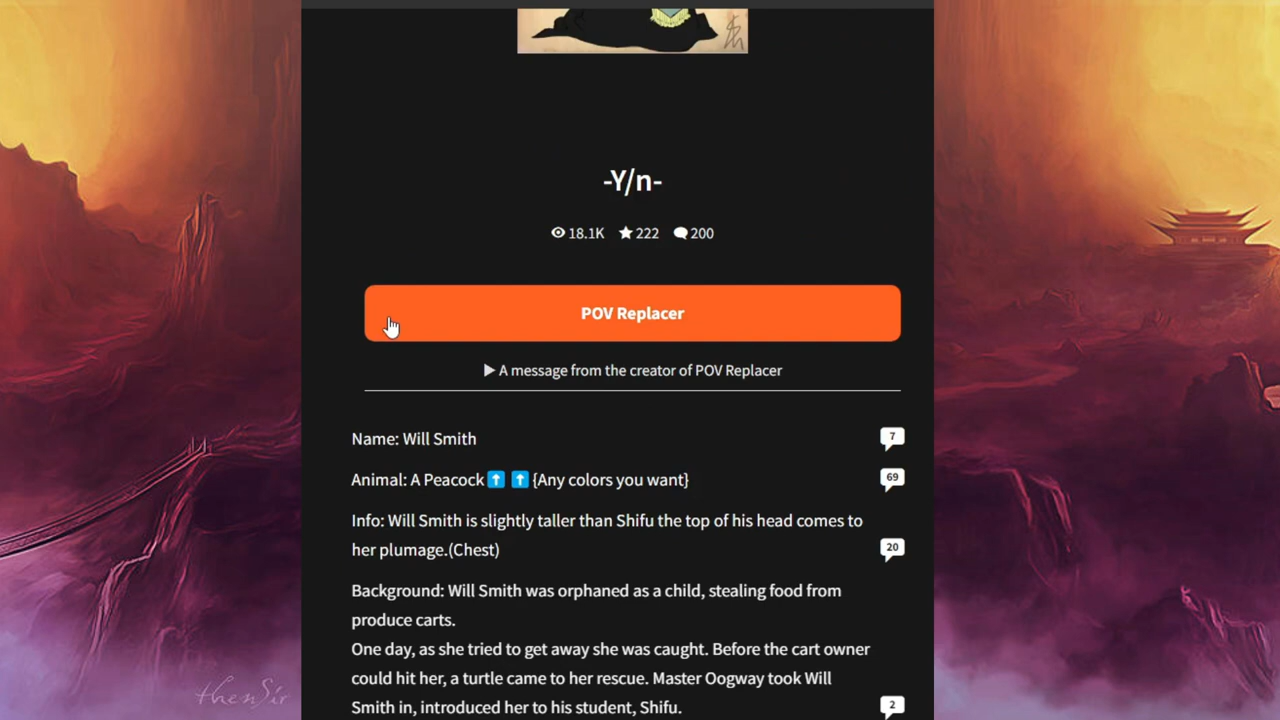 -Y/n-
18.1K 222 200
POV Replacer
▶ A message from the creator of POV Replacer
Name: Will Smith
7
Animal: A Peacock⬆️ ⬆️ {Any colors you want}
69
Info: Will Smith is slightly taller than Shifu the top of his head comes to
her plumage.(Chest)
20
Background: Will Smith was orphaned as a child, stealing food from
produce carts.
One day, as she tried to get away she was caught. Before the cart owner
could hit her, a turtle came to her rescue. Master Oogway took Will
Smith in, introduced her to his student, Shifu.
2